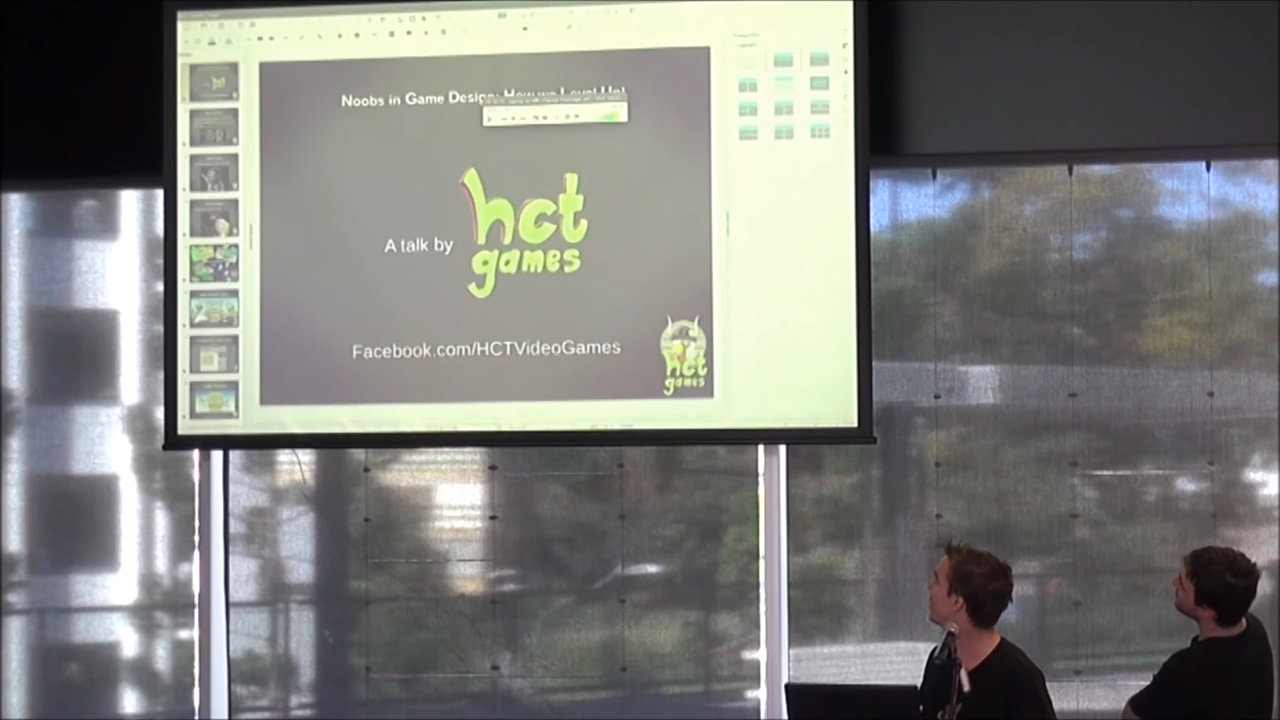 Noobs in Game Design: How we Level Up!
A talk by
hct
games
Facebook.com/HCTVideoGames
hct
games